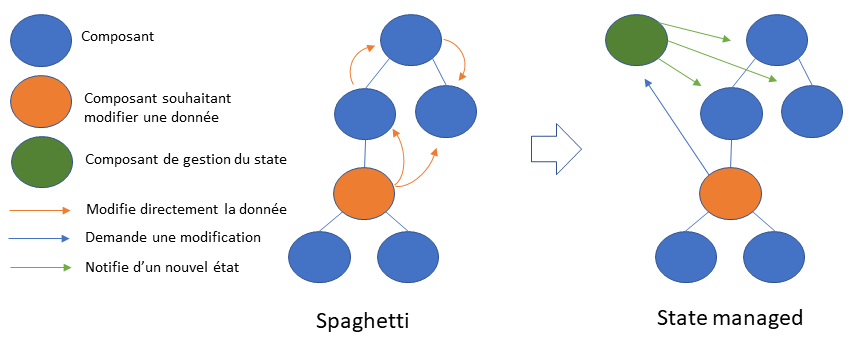 Composant
Composant souhaitant
modifier une donnée
Composant de gestion du state
Modifie directement la donnée
Demande une modification
Notifie d'un nouvel état
Spaghetti
State managed